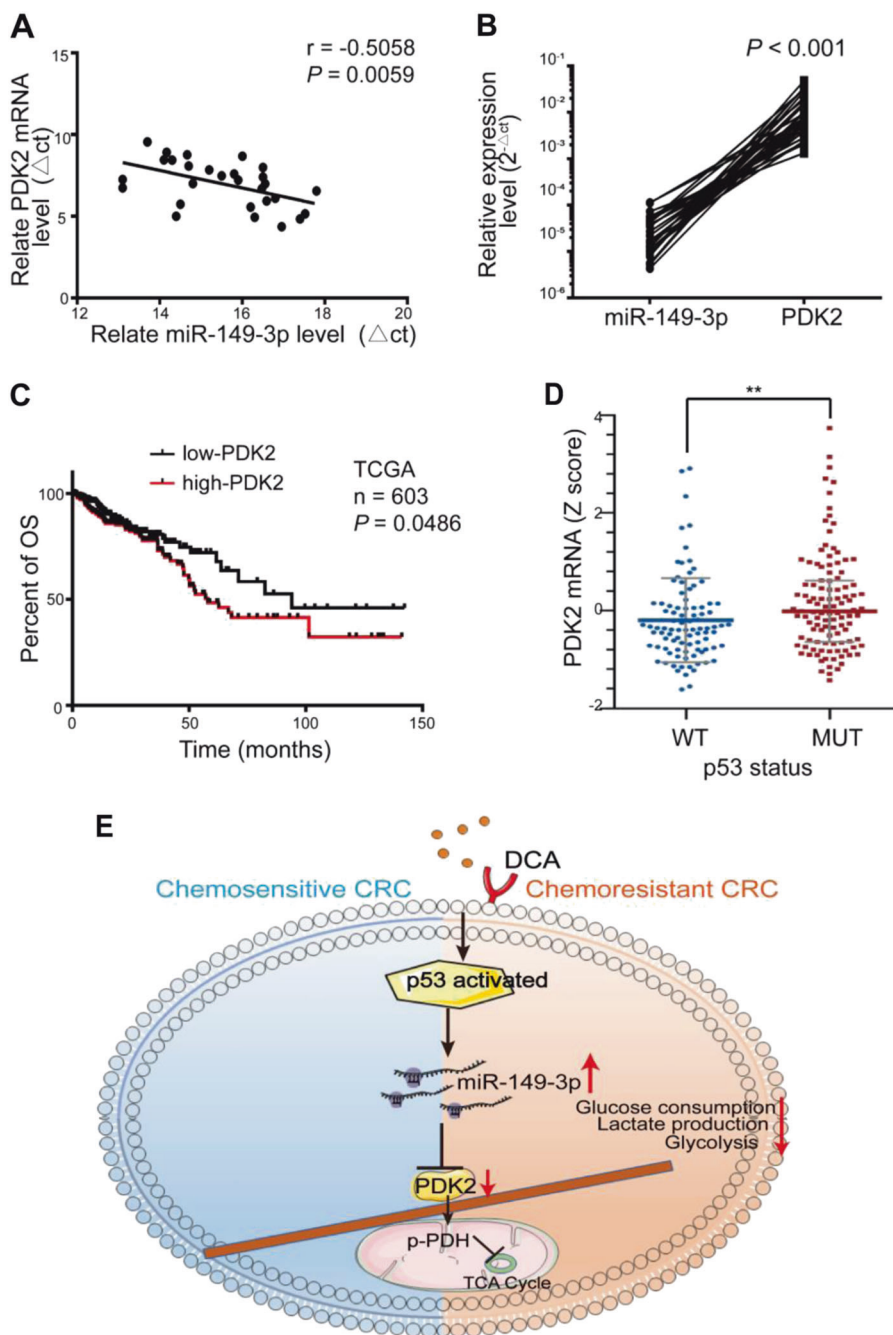 A
r = -0.5058
P = 0.0059
Relate PDK2 mRNA
level (△ct)
15
10
5
0
12
14
16
18
20
Relate miR-149-3p level (△ct)
B
P < 0.001
Relative expression
level (2-△ct)
10-1
10-2
10-3
10-4
10-5
10-6
miR-149-3p
PDK2
C
low-PDK2
high-PDK2
TCGA
n = 603
P = 0.0486
Percent of OS
100
50
0
0
50
100
150
Time (months)
D
**
PDK2 mRNA (Z score)
4
2
0
-2
WT
MUT
p53 status
E
DCA
Chemosensitive CRC
Chemoresistant CRC
p53 activated
miR-149-3p
Glucose consumption
Lactate production
Glycolysis
PDK2
p-PDH
TCA Cycle